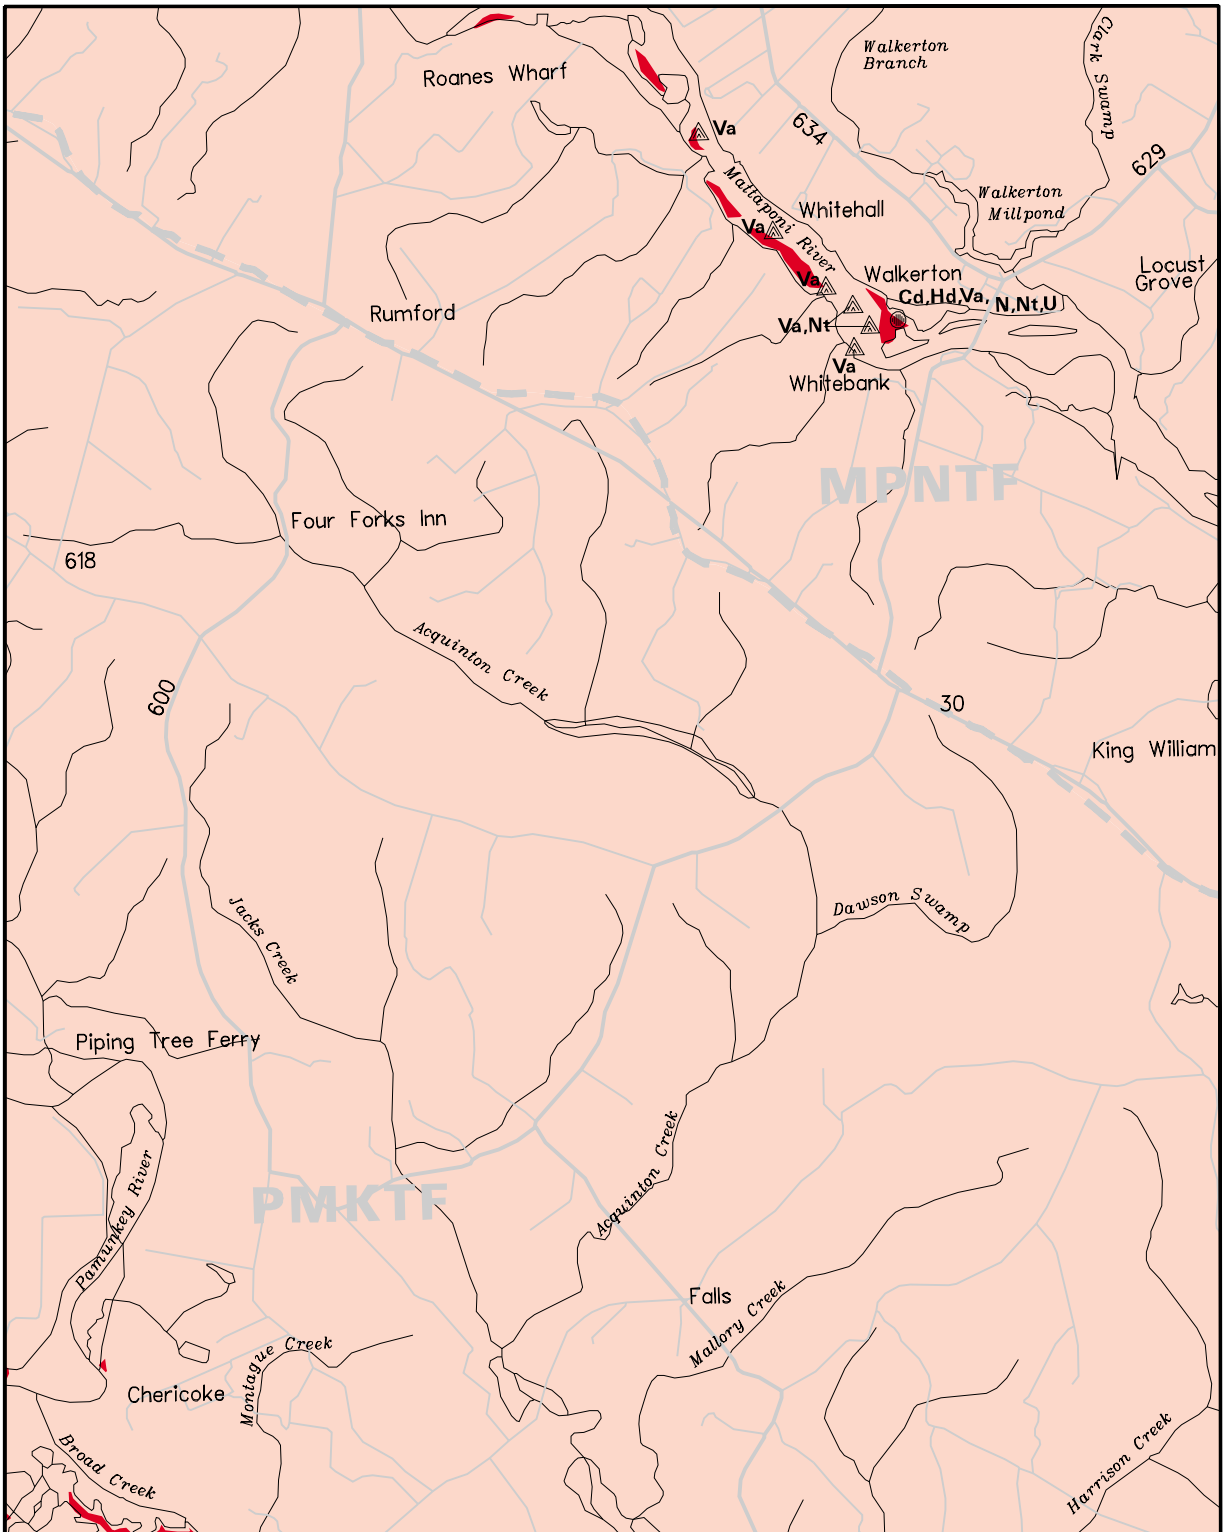 Walkerton
Branch
Clark Swamp
Roanes Wharf
Va
634
629
Mattaponi River
Walkerton
Millpond
Whitehall
Va
Locust
Grove
Walkerton
Va
Cd,Hd,Va, N,Nt,U
Rumford
Va,Nt
Va
Whitebank
MPNTF
Four Forks Inn
618
Acquinton Creek
600
30
King William
Jacks Creek
Dawson Swamp
Piping Tree Ferry
Acquinton Creek
Pamunkey River
PMKTF
Falls
Mallory Creek
Montague Creek
Chericoke
Broad Creek
Harrison Creek